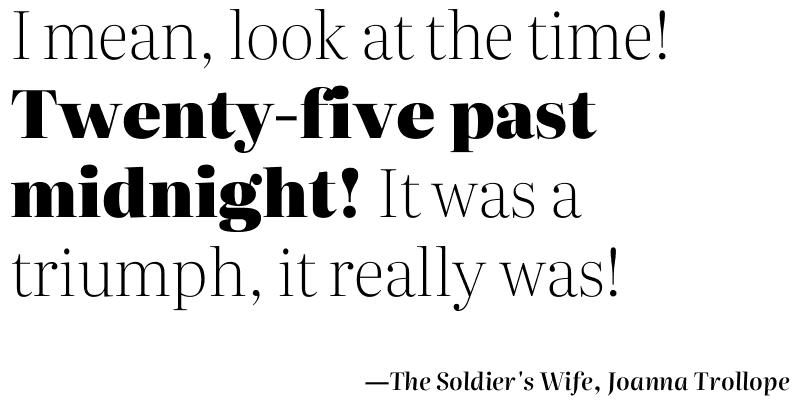 I mean, look at the time!
Twenty-five past
midnight! It was a
triumph, it really was!
—The Soldier's Wife, Joanna Trollope